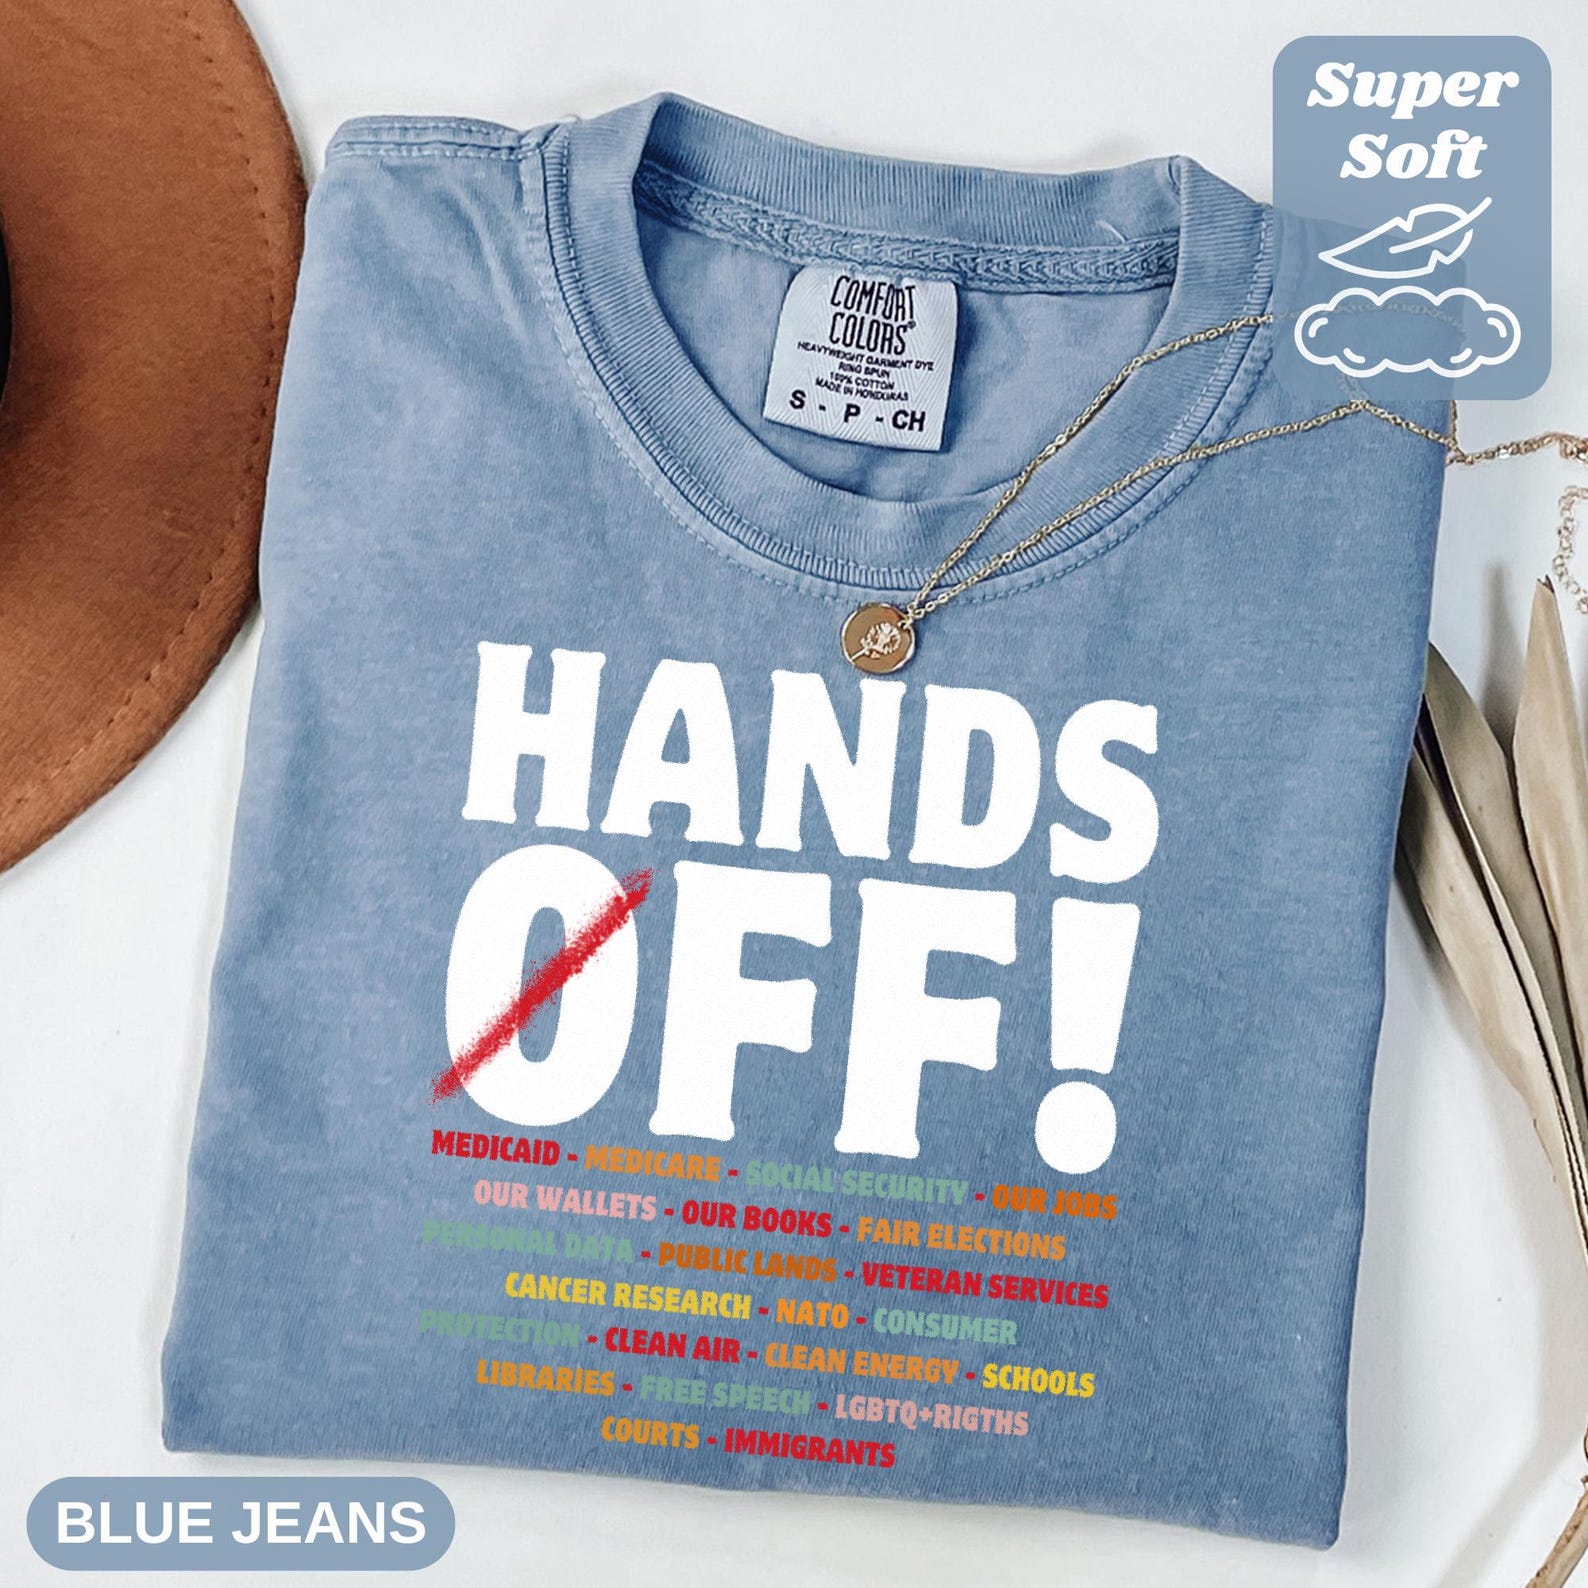 Super
Soft
COMFORT
COLORS®
HEAVYWEIGHT GARMENT DYE
RING SPUN
100% COTTON
MADE IN HONDURAS
S - P - CH
HANDS
OFF!
MEDICAID - MEDICARE - SOCIAL SECURITY - OUR JOBS
OUR WALLETS - OUR BOOKS - FAIR ELECTIONS
PERSONAL DATA - PUBLIC LANDS - VETERAN SERVICES
CANCER RESEARCH - NATO - CONSUMER
PROTECTION - CLEAN AIR - CLEAN ENERGY - SCHOOLS
LIBRARIES - FREE SPEECH - LGBTQ+RIGTHS
COURTS - IMMIGRANTS
BLUE JEANS